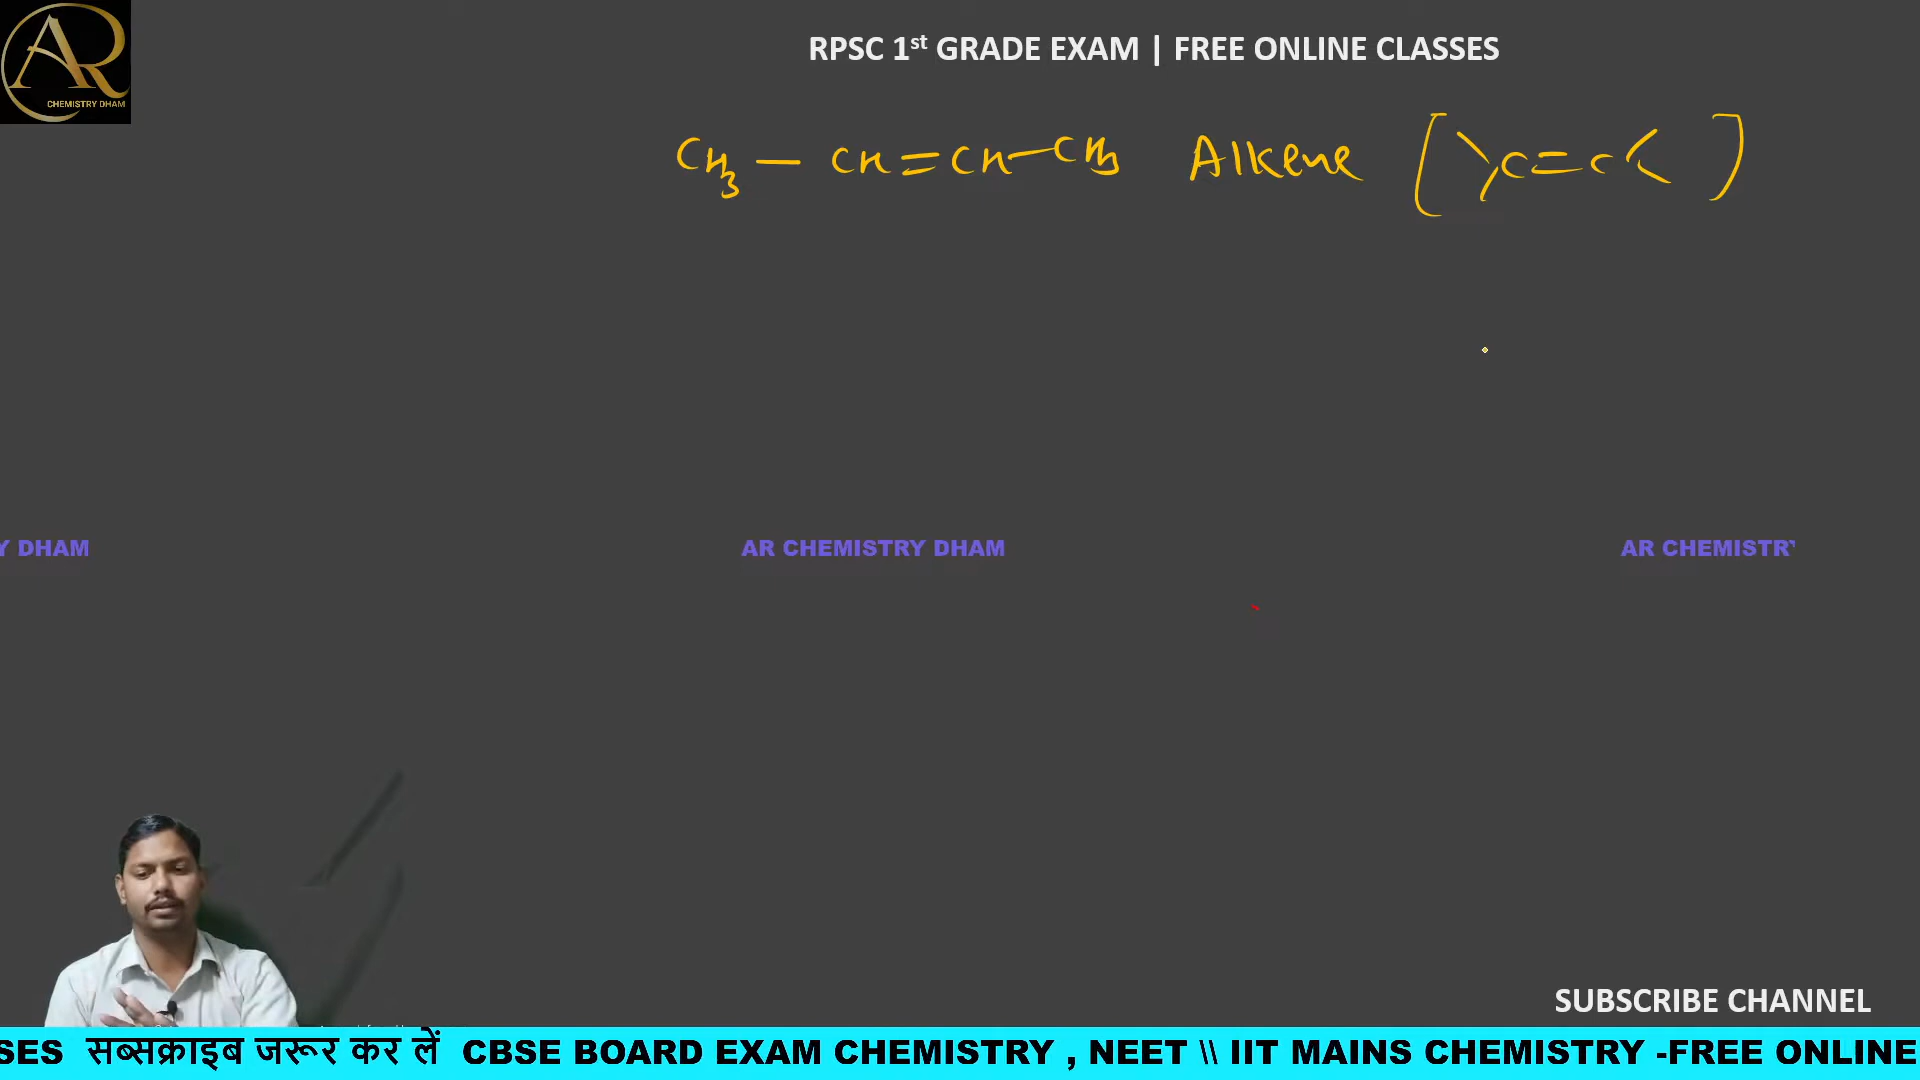 AR
CHEMISTRY DHAM
RPSC 1st GRADE EXAM | FREE ONLINE CLASSES
CH3 — CH=CH—CH3 Alkene [ >C=C< ]
Y DHAM AR CHEMISTRY DHAM AR CHEMISTRY
SUBSCRIBE CHANNEL
SES सब्सक्राइब जरूर कर लें CBSE BOARD EXAM CHEMISTRY , NEET \\ IIT MAINS CHEMISTRY -FREE ONLINE